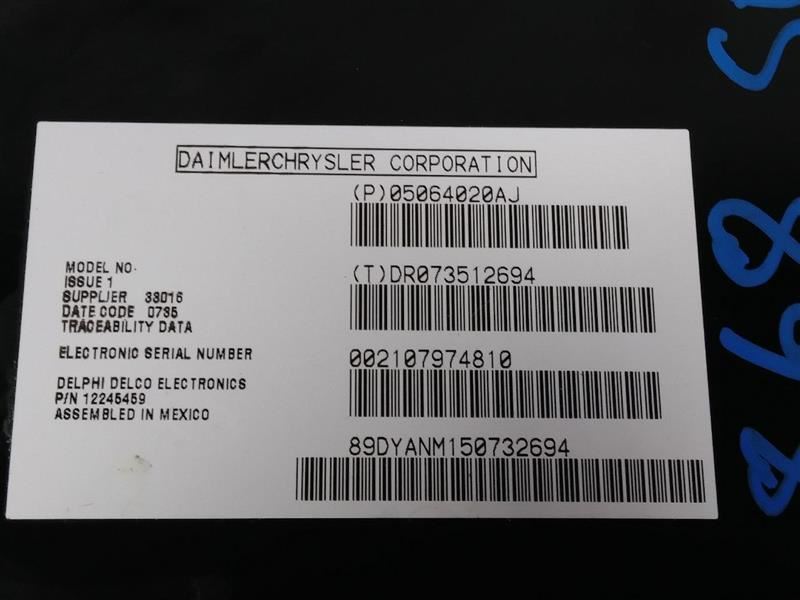 DAIMLERCHRYSLER CORPORATION
(P)05064020AJ
MODEL NO.
ISSUE 1
SUPPLIER 33016
DATE CODE 0735
TRACEABILITY DATA
(T)DR073512694
ELECTRONIC SERIAL NUMBER
002107974810
DELPHI DELCO ELECTRONICS
P/N 12245459
ASSEMBLED IN MEXICO
89DYANM150732694